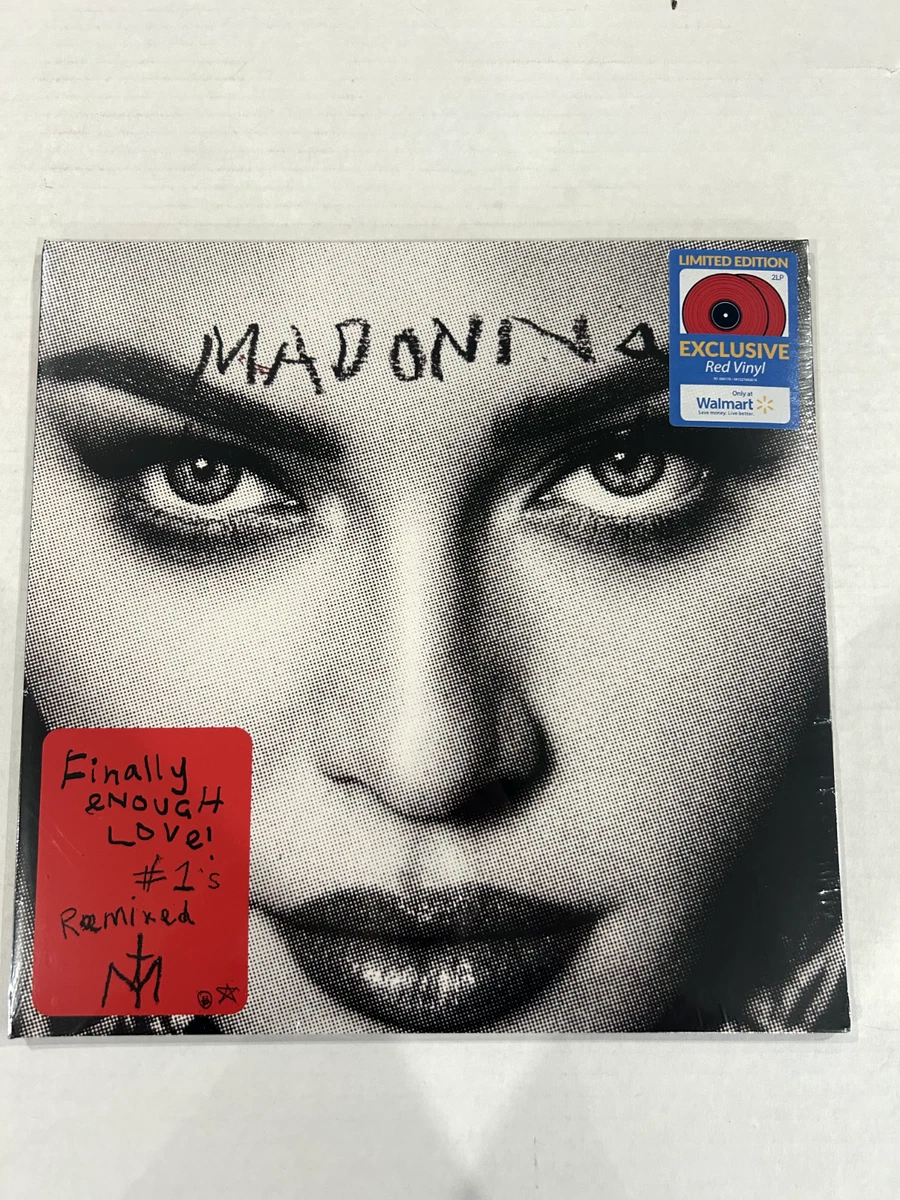 MADONNA
LIMITED EDITION
2LP
EXCLUSIVE
Red Vinyl
Only at
Walmart
Save money. Live better.
Finally
eNOUGH
LOVe!
#1's
Remixed
M